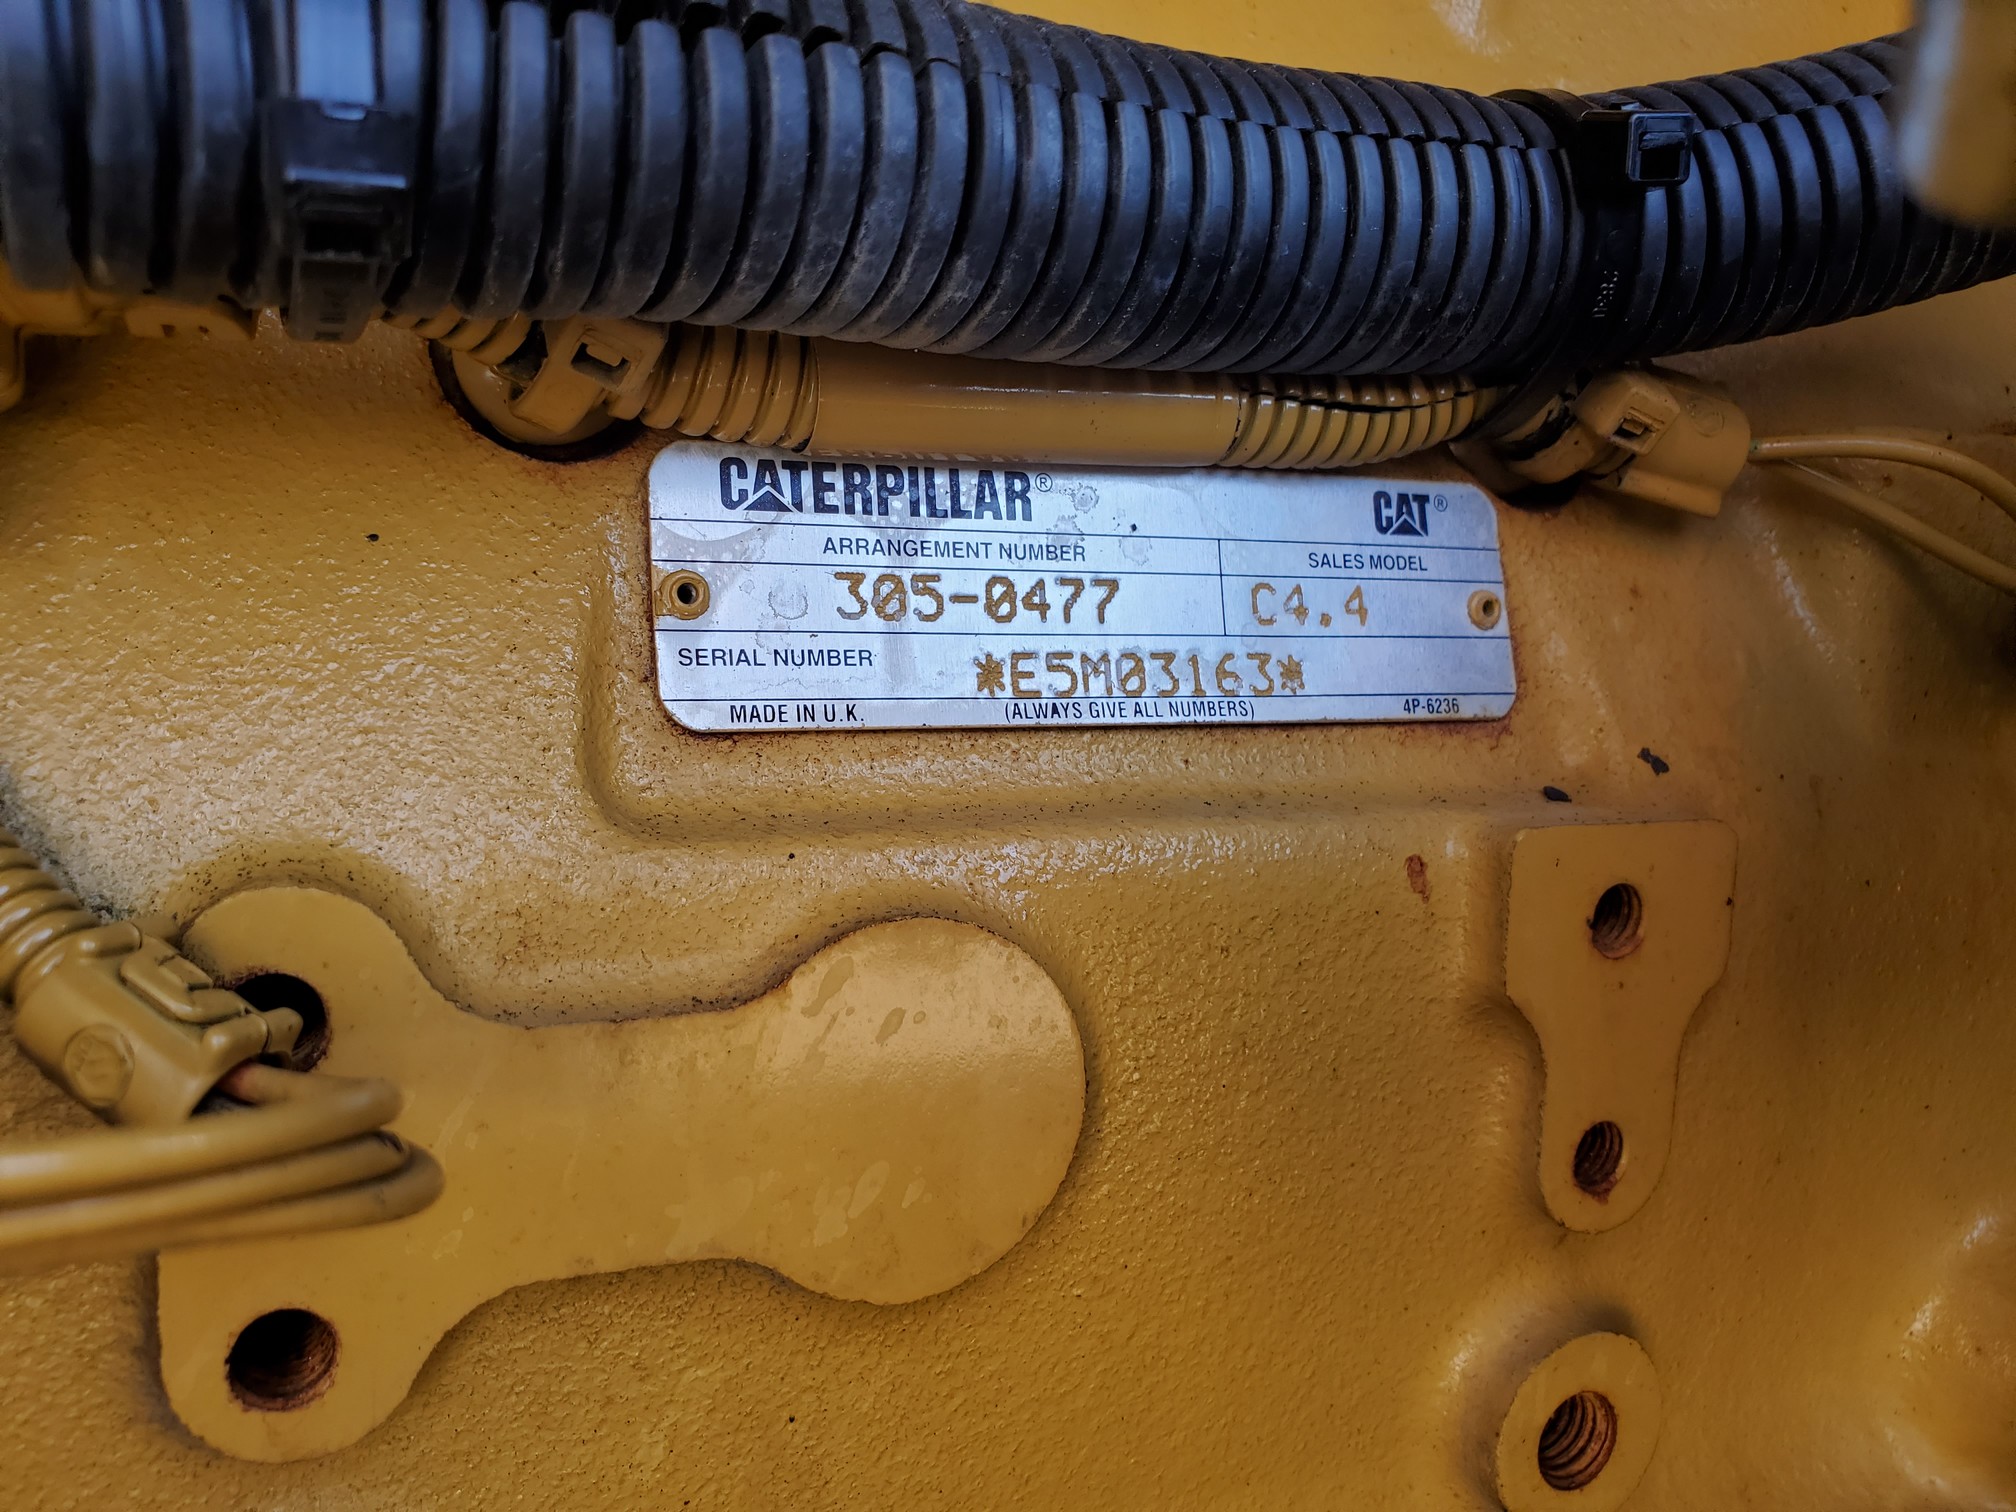 CATERPILLAR® CAT®
ARRANGEMENT NUMBER SALES MODEL
305-0477 C4.4
SERIAL NUMBER *E5M03163*
MADE IN U.K. (ALWAYS GIVE ALL NUMBERS) 4P-6236